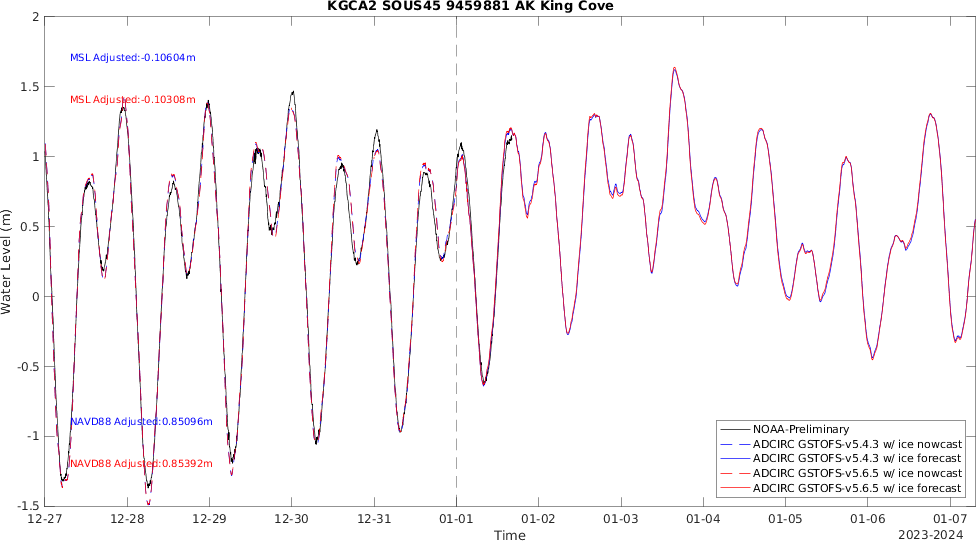 KGCA2 SOUS45 9459881 AK King Cove
Water Level (m)
2
1.5
1
0.5
0
-0.5
-1
-1.5
MSL Adjusted:-0.10604m
MSL Adjusted:-0.10308m
NAVD88 Adjusted:0.85096m
NAVD88 Adjusted:0.85392m
NOAA-Preliminary
ADCIRC GSTOFS-v5.4.3 w/ ice nowcast
ADCIRC GSTOFS-v5.4.3 w/ ice forecast
ADCIRC GSTOFS-v5.6.5 w/ ice nowcast
ADCIRC GSTOFS-v5.6.5 w/ ice forecast
12-27 12-28 12-29 12-30 12-31 01-01 01-02 01-03 01-04 01-05 01-06 01-07
Time
2023-2024